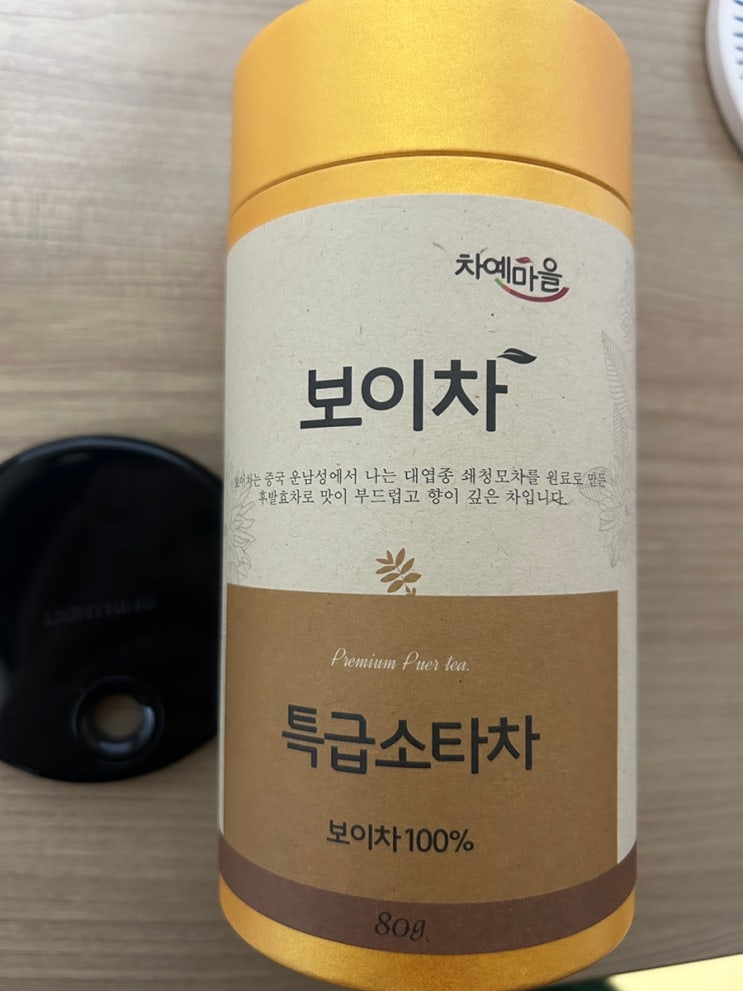 차예마을
보이차
보이차는 중국 운남성에서 나는 대엽종 쇄청모차를 원료로 만든
후발효차로 맛이 부드럽고 향이 깊은 차입니다.
Premium Puer tea.
특급소타차
보이차 100%
80g